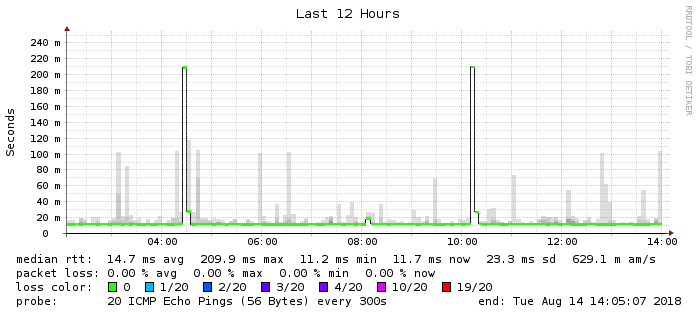 Last 12 Hours
RRDTOOL / TOBI OETIKER
Seconds
240 m
220 m
200 m
180 m
160 m
140 m
120 m
100 m
80 m
60 m
40 m
20 m
0
04:00 06:00 08:00 10:00 12:00 14:00
median rtt: 14.7 ms avg 209.9 ms max 11.2 ms min 11.7 ms now 23.3 ms sd 629.1 m am/s
packet loss: 0.00 % avg 0.00 % max 0.00 % min 0.00 % now
loss color: 0 1/20 2/20 3/20 4/20 10/20 19/20
probe: 20 ICMP Echo Pings (56 Bytes) every 300s end: Tue Aug 14 14:05:07 2018